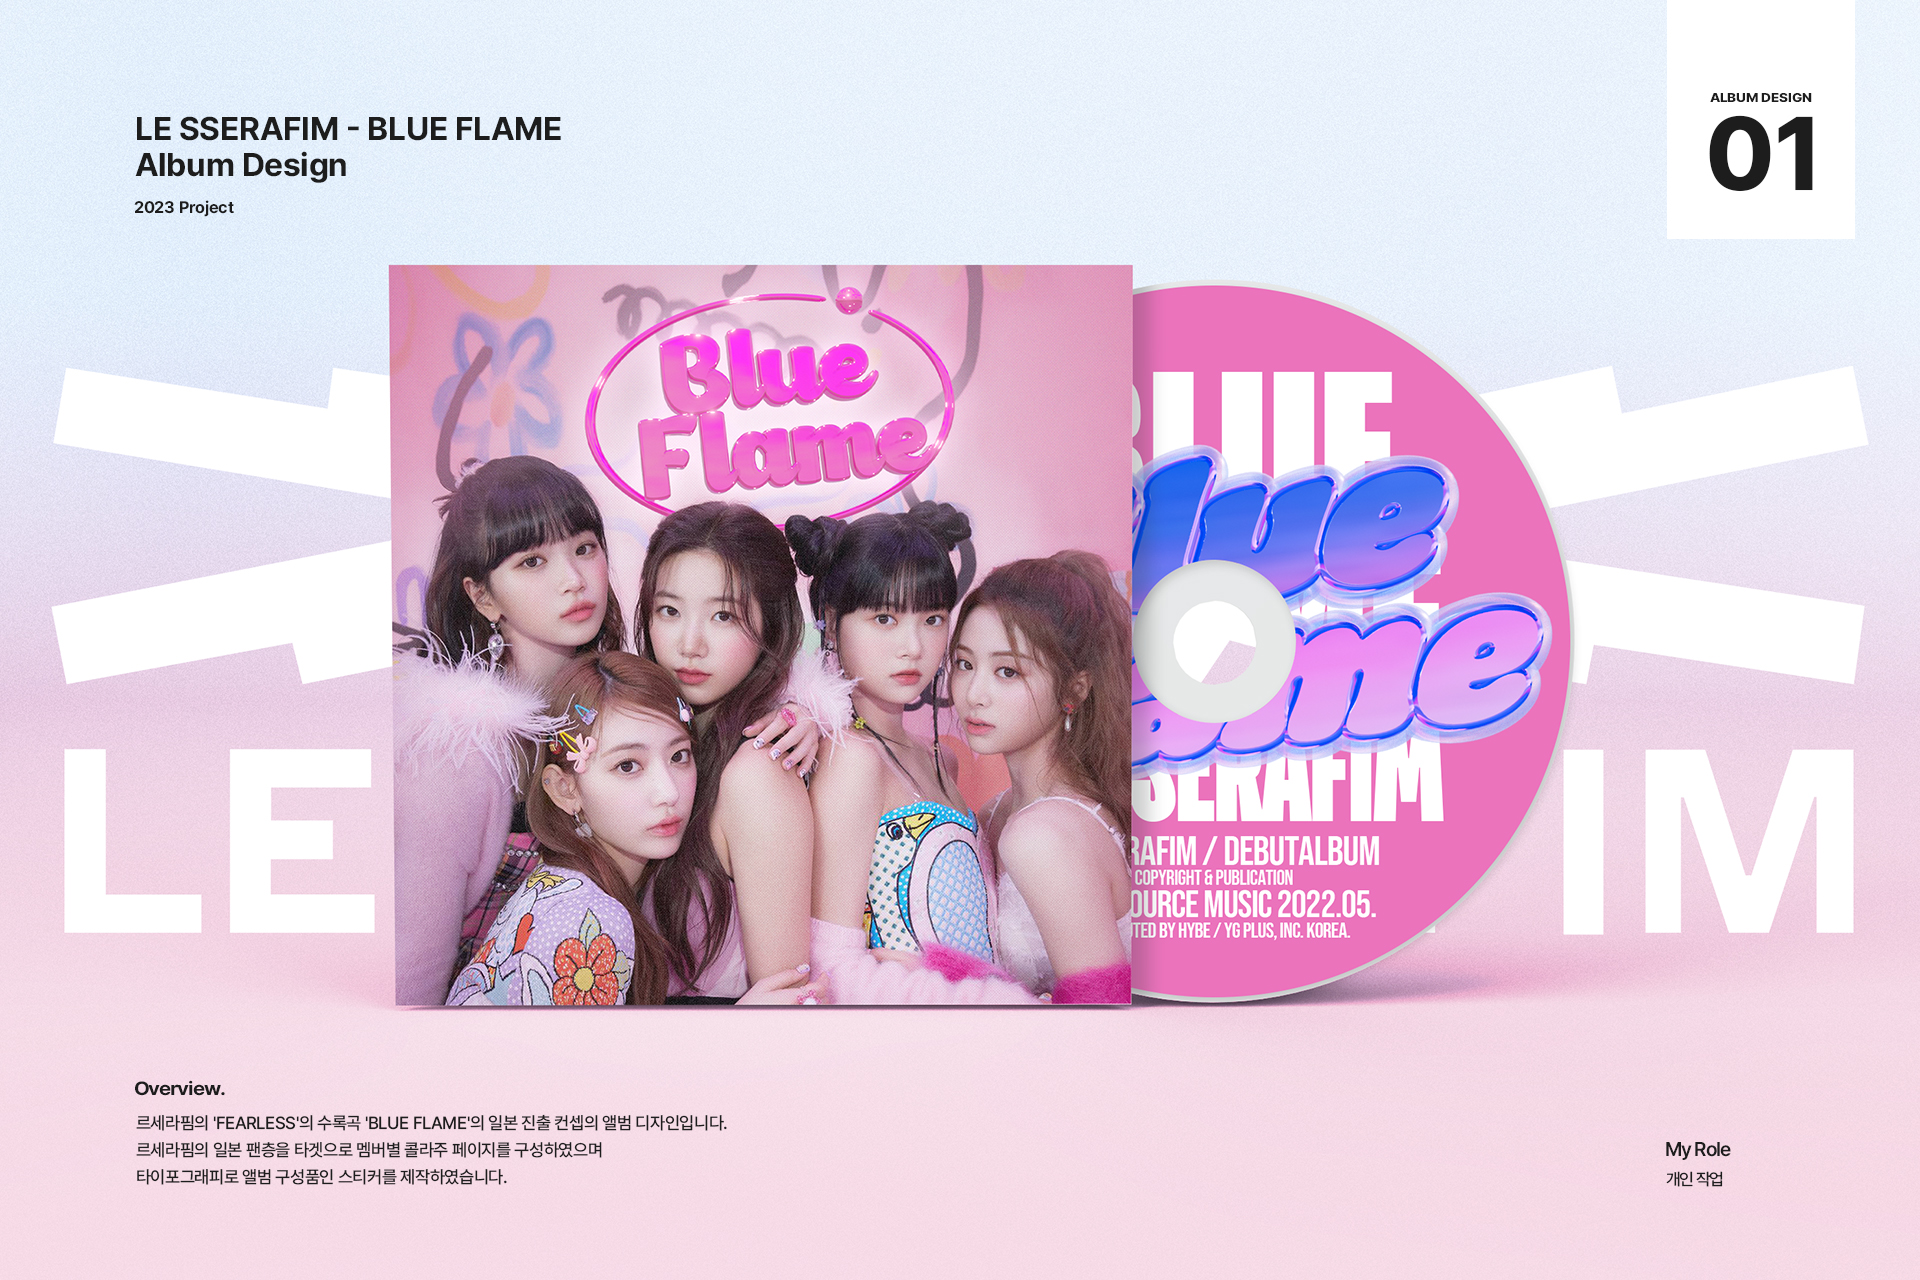 LE SSERAFIM - BLUE FLAME
Album Design
2023 Project
ALBUM DESIGN
01
Blue
Flame
BLUE
lue
ame
SERAFIM
RAFIM / DEBUTALBUM
COPYRIGHT & PUBLICATION
OURCE MUSIC 2022.05.
TED BY HYBE / YG PLUS, INC. KOREA.
LE
IM
Overview.
르세라핌의 'FEARLESS'의 수록곡 'BLUE FLAME'의 일본 진출 컨셉의 앨범 디자인입니다.
르세라핌의 일본 팬층을 타겟으로 멤버별 콜라주 페이지를 구성하였으며
타이포그래피로 앨범 구성품인 스티커를 제작하였습니다.
My Role
개인 작업